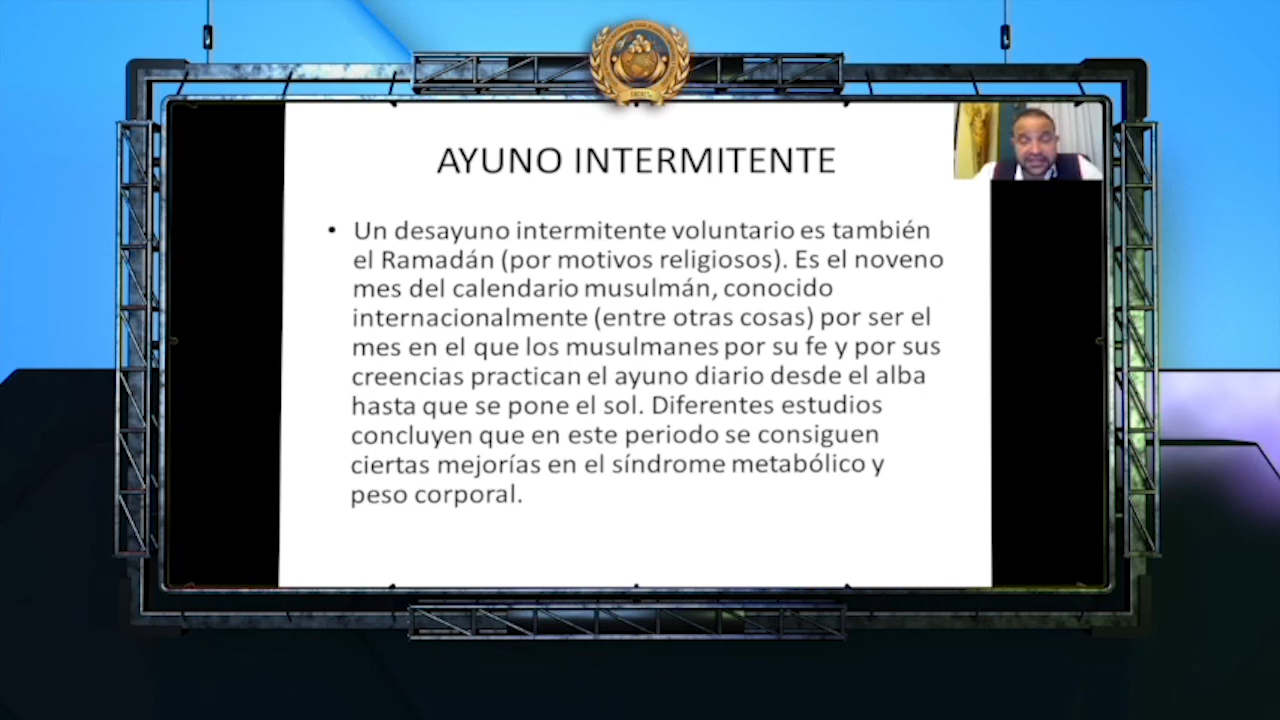 AYUNO INTERMITENTE
• Un desayuno intermitente voluntario es también
el Ramadán (por motivos religiosos). Es el noveno
mes del calendario musulmán, conocido
internacionalmente (entre otras cosas) por ser el
mes en el que los musulmanes por su fe y por sus
creencias practican el ayuno diario desde el alba
hasta que se pone el sol. Diferentes estudios
concluyen que en este periodo se consiguen
ciertas mejorías en el síndrome metabólico y
peso corporal.